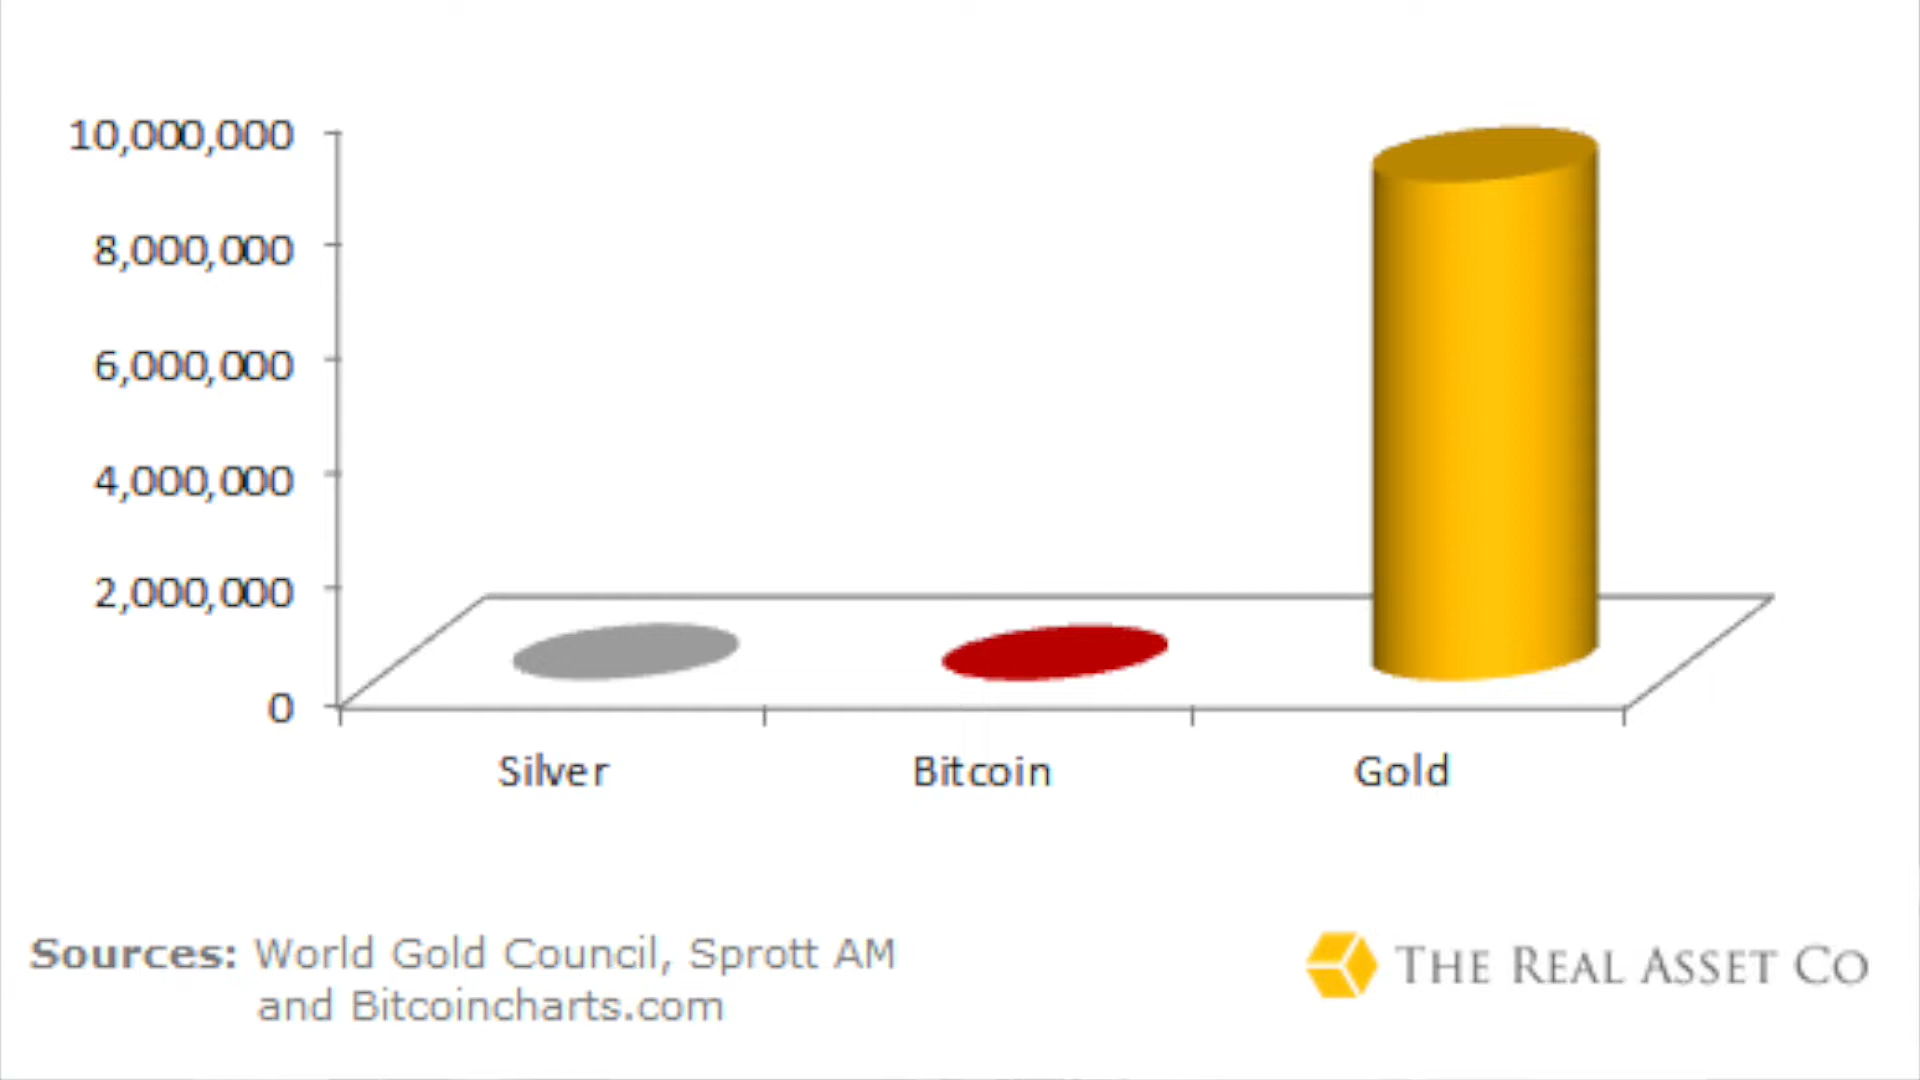 10,000,000
8,000,000
6,000,000
4,000,000
2,000,000
0
Silver
Bitcoin
Gold
Sources: World Gold Council, Sprott AM
and Bitcoincharts.com
THE REAL ASSET CO